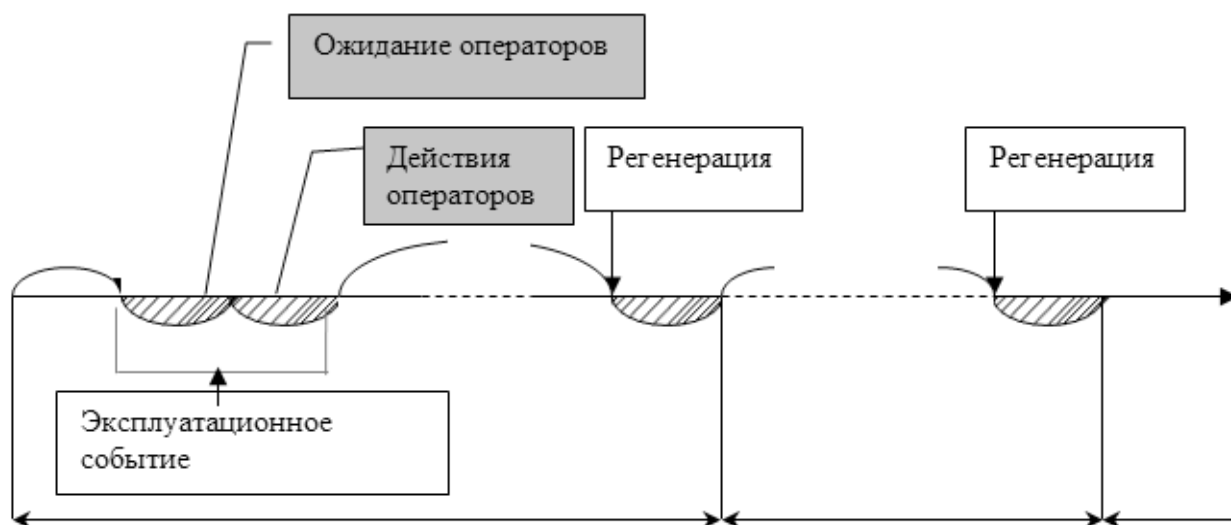 Ожидание операторов
Действия
операторов
Регенерация
Регенерация
Эксплуатационное
событие